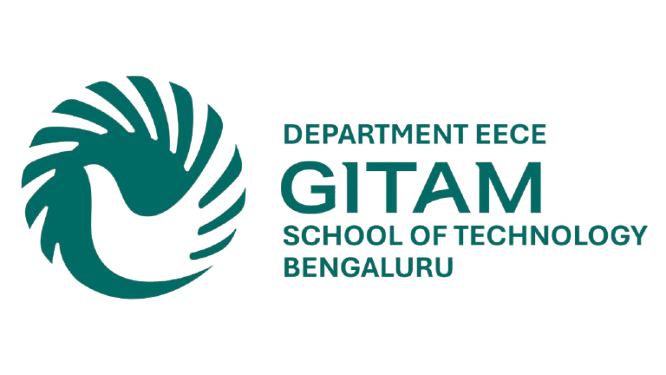 DEPARTMENT EECE
GITAM
SCHOOL OF TECHNOLOGY
BENGALURU